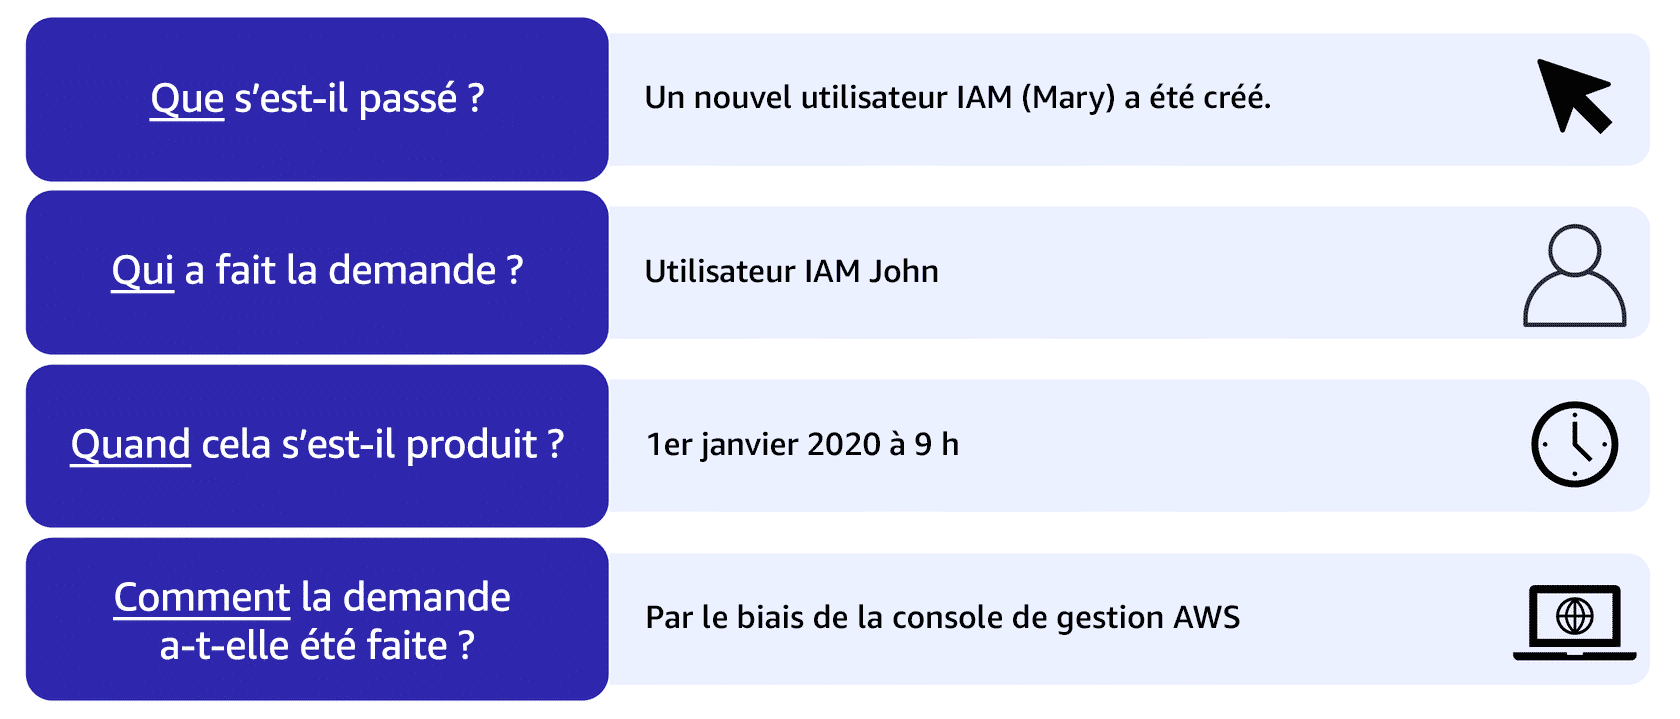 Que s’est-il passé ?
Un nouvel utilisateur IAM (Mary) a été créé.
Qui a fait la demande ?
Utilisateur IAM John
Quand cela s’est-il produit ?
1er janvier 2020 à 9 h
Comment la demande
a-t-elle été faite ?
Par le biais de la console de gestion AWS